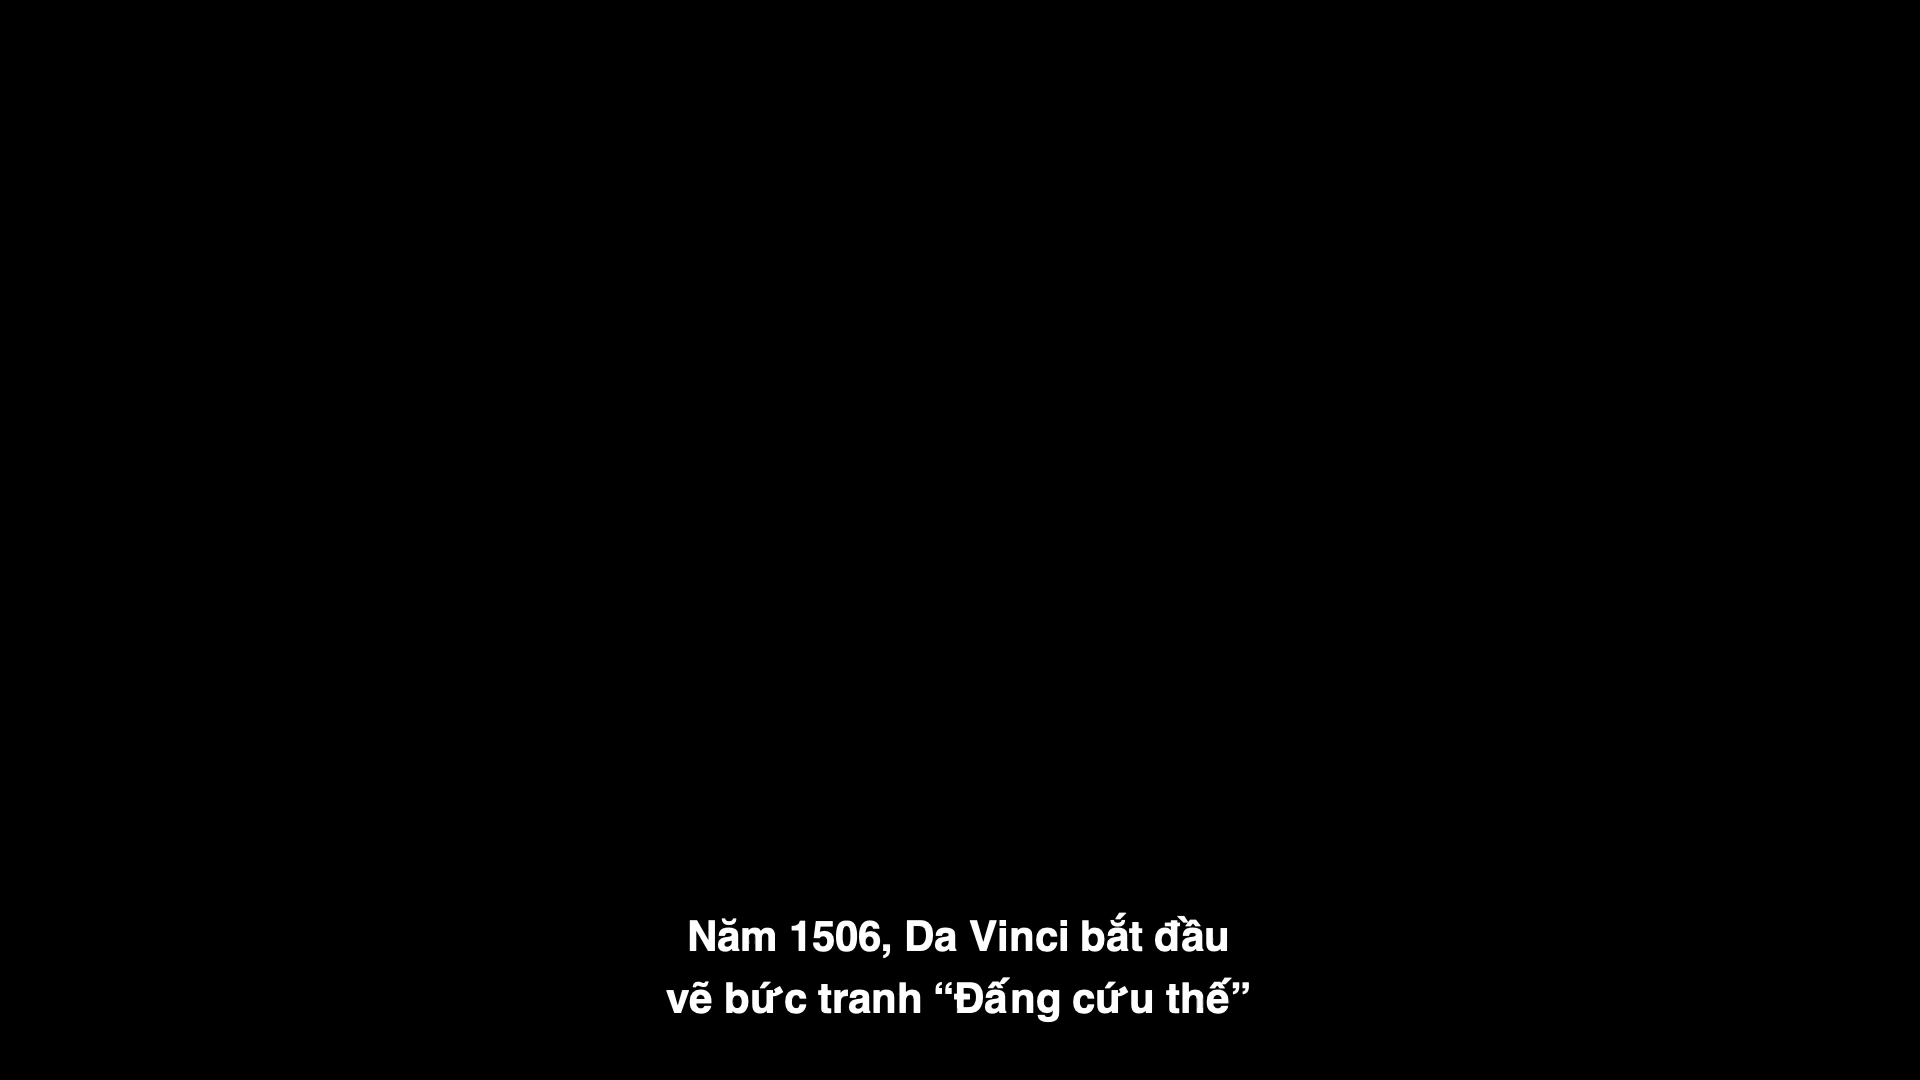 Năm 1506, Da Vinci bắt đầu
vẽ bức tranh “Đấng cứu thế”